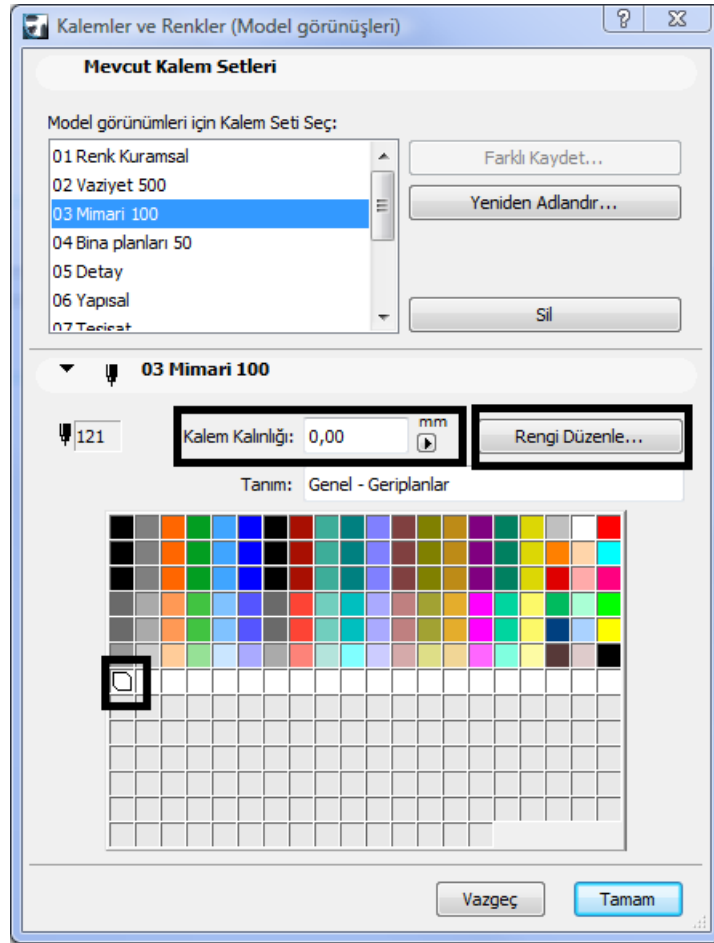 Kalemler ve Renkler (Model görünüşleri)
Mevcut Kalem Setleri
Model görünümleri için Kalem Seti Seç:
01 Renk Kuramsal
02 Vaziyet 500
03 Mimari 100
04 Bina planları 50
05 Detay
06 Yapısal
07 Tesisat
Farklı Kaydet...
Yeniden Adlandır...
Sil
03 Mimari 100
121
Kalem Kalınlığı: 0,00 mm
Rengi Düzenle...
Tanım: Genel - Geriplanlar
Vazgeç
Tamam